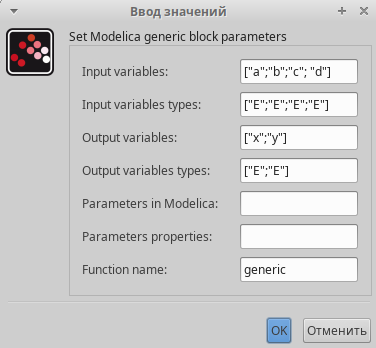 Ввод значений
Set Modelica generic block parameters
Input variables: ["a";"b";"c"; "d"]
Input variables types: ["E";"E";"E";"E"]
Output variables: ["x";"y"]
Output variables types: ["E";"E"]
Parameters in Modelica:
Parameters properties:
Function name: generic
OK Отменить